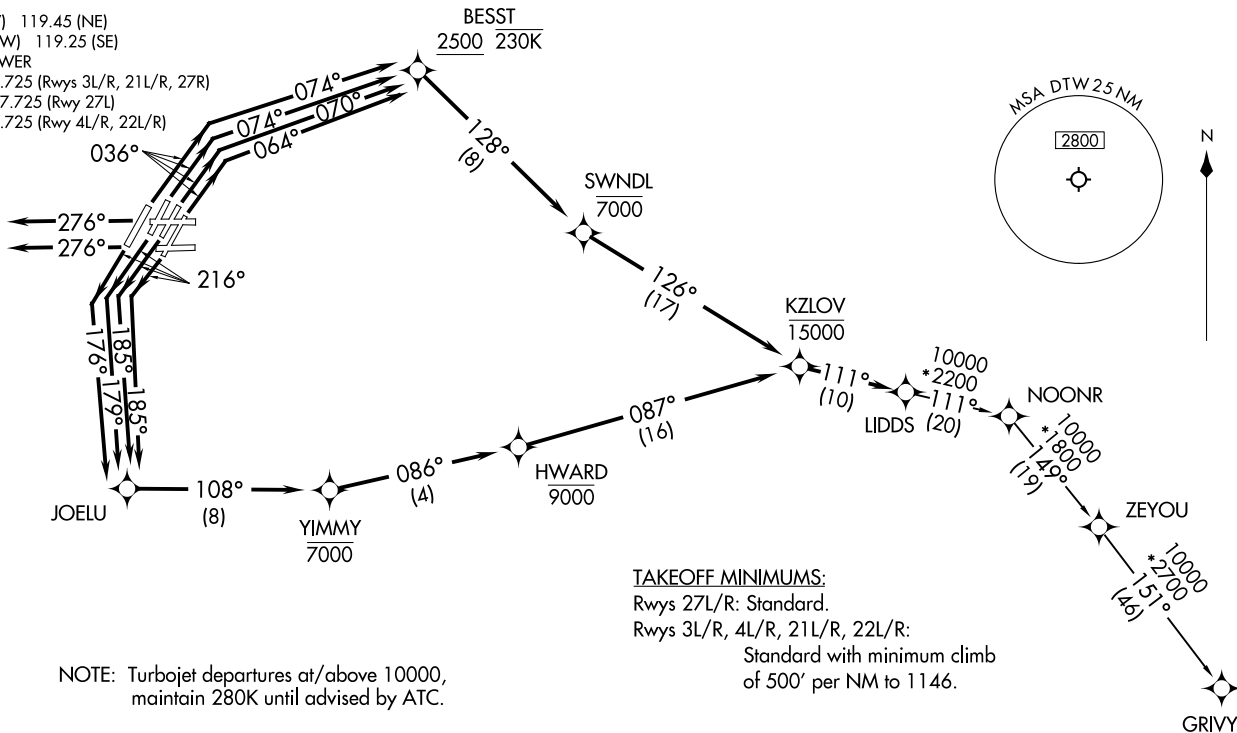 119.45 (NE)
W) 119.25 (SE)
WER
.725 (Rwys 3L/R, 21L/R, 27R)
7.725 (Rwy 27L)
.725 (Rwy 4L/R, 22L/R)
BESST
2500 230K
074°
074°
070°
064°
036°
276°
276°
216°
176°
179°
185°
185°
128°
(8)
SWNDL
7000
126°
(17)
KZLOV
15000
111°
(10)
LIDDS
10000
*2200
111°
(20)
NOONR
10000
*1800
149°
(19)
ZEYOU
10000
*2700
151°
(46)
GRIVY
JOELU
108°
(8)
YIMMY
7000
086°
(4)
HWARD
9000
087°
(16)
MSA DTW 25 NM
2800
N
TAKEOFF MINIMUMS:
Rwys 27L/R: Standard.
Rwys 3L/R, 4L/R, 21L/R, 22L/R:
Standard with minimum climb
of 500' per NM to 1146.
NOTE: Turbojet departures at/above 10000,
maintain 280K until advised by ATC.